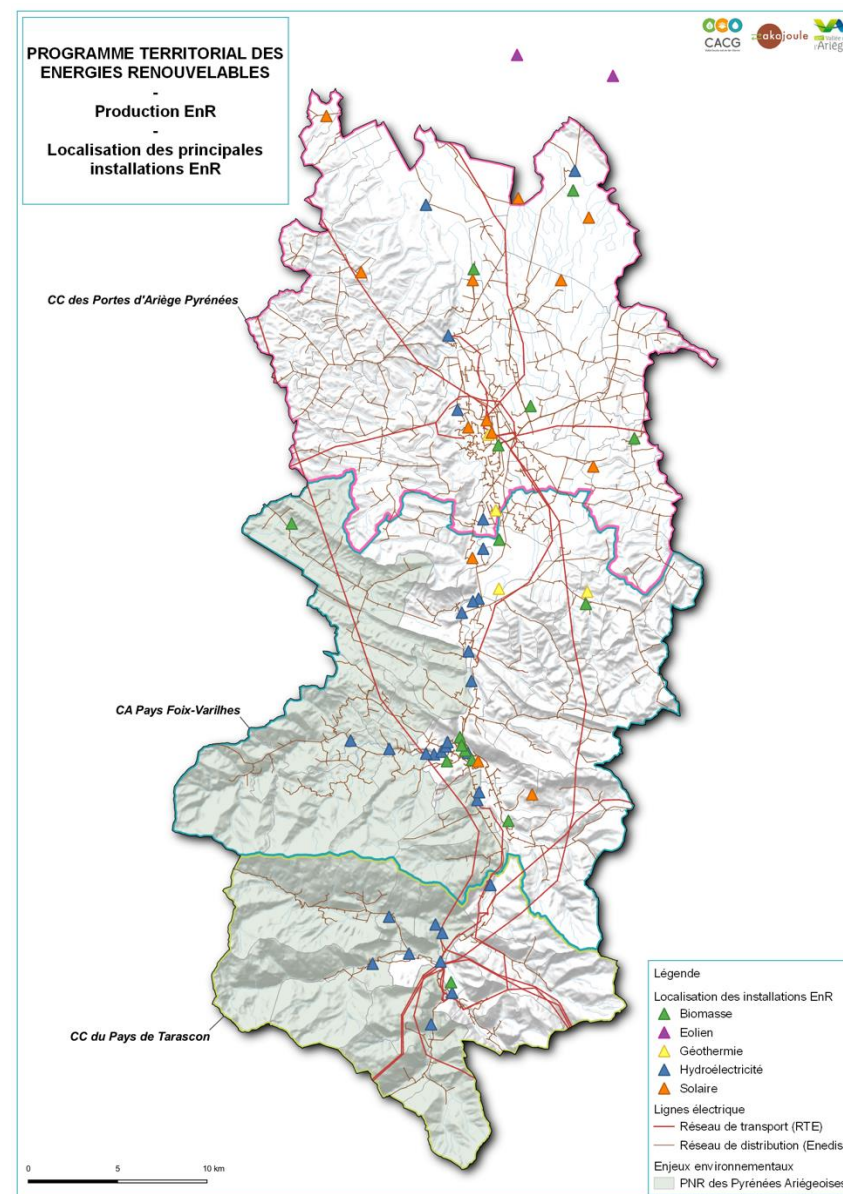 PROGRAMME TERRITORIAL DES
ENERGIES RENOUVELABLES
-
Production EnR
-
Localisation des principales
installations EnR
CACG
akajoule
Vallée
l'Ariège
CC des Portes d'Ariège Pyrénées
CA Pays Foix-Varilhes
CC du Pays de Tarascon
Légende
Localisation des installations EnR
Biomasse
Eolien
Géothermie
Hydroélectricité
Solaire
Lignes électrique
Réseau de transport (RTE)
Réseau de distribution (Enedis
Enjeux environnementaux
PNR des Pyrénées Ariégeoises
0 5 10 km